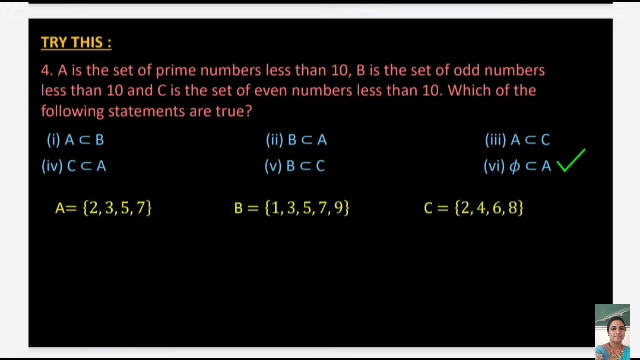 TRY THIS :
4. A is the set of prime numbers less than 10, B is the set of odd numbers
less than 10 and C is the set of even numbers less than 10. Which of the
following statements are true?
(i) A ⊂ B (ii) B ⊂ A (iii) A ⊂ C
(iv) C ⊂ A (v) B ⊂ C (vi) ϕ ⊂ A
A= {2, 3, 5, 7} B = {1, 3, 5, 7, 9} C = {2, 4, 6, 8}